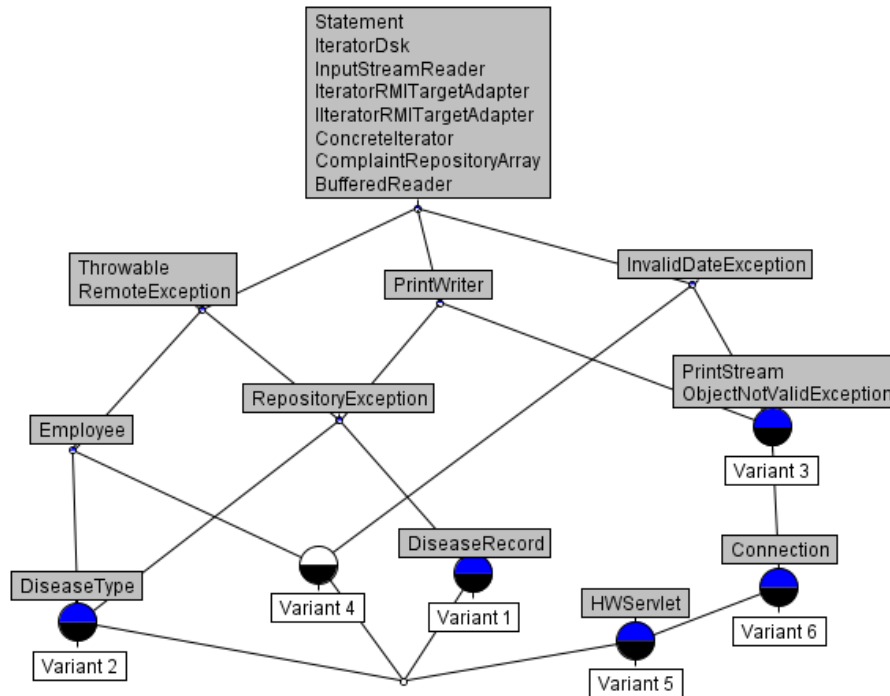 Statement
IteratorDsk
InputStreamReader
IteratorRMITargetAdapter
IIteratorRMITargetAdapter
ConcreteIterator
ComplaintRepositoryArray
BufferedReader
Throwable
RemoteException
PrintWriter
InvalidDateException
PrintStream
ObjectNotValidException
RepositoryException
Employee
Variant 3
DiseaseRecord
Connection
DiseaseType
HWServlet
Variant 4
Variant 1
Variant 6
Variant 2
Variant 5